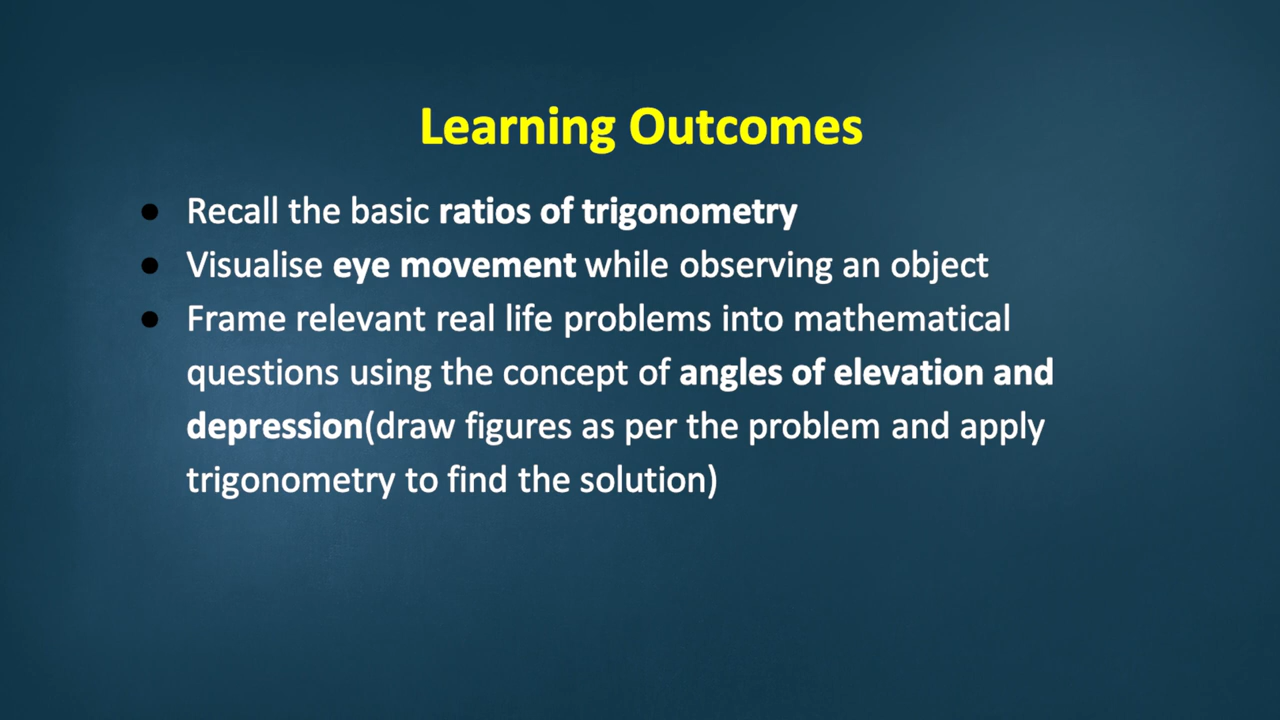 Learning Outcomes
● Recall the basic ratios of trigonometry
● Visualise eye movement while observing an object
● Frame relevant real life problems into mathematical
questions using the concept of angles of elevation and
depression(draw figures as per the problem and apply
trigonometry to find the solution)